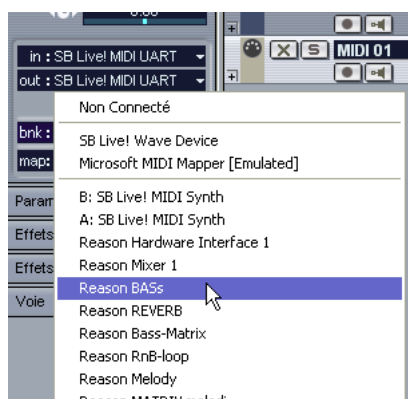 0.00
in : SB Live! MIDI UART
out : SB Live! MIDI UART
X S MIDI 01
Non Connecté
bnk :
SB Live! Wave Device
map:
Microsoft MIDI Mapper [Emulated]
Param
B: SB Live! MIDI Synth
A: SB Live! MIDI Synth
Effets
Reason Hardware Interface 1
Effets
Reason Mixer 1
Reason BASs
Voie
Reason REVERB
Reason Bass-Matrix
Reason RnB-loop
Reason Melody